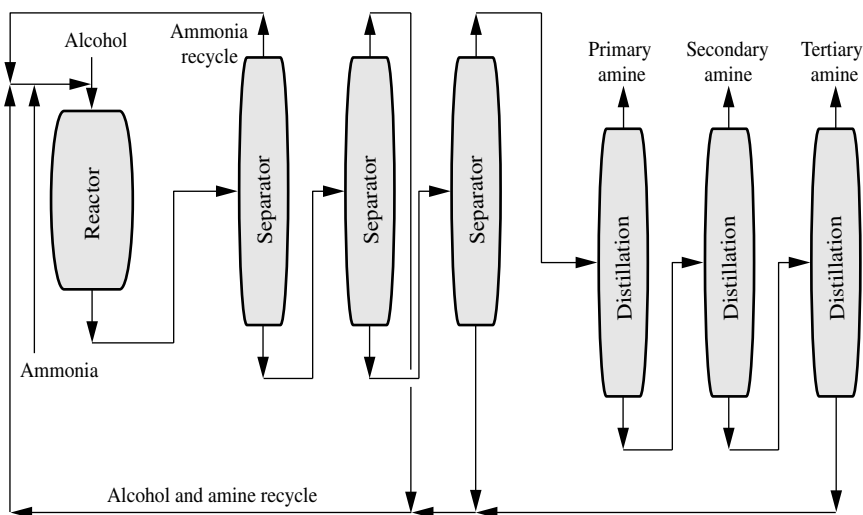 Alcohol
Ammonia
recycle
Primary
amine
Secondary
amine
Tertiary
amine
Reactor
Separator
Separator
Separator
Distillation
Distillation
Distillation
Ammonia
Alcohol and amine recycle